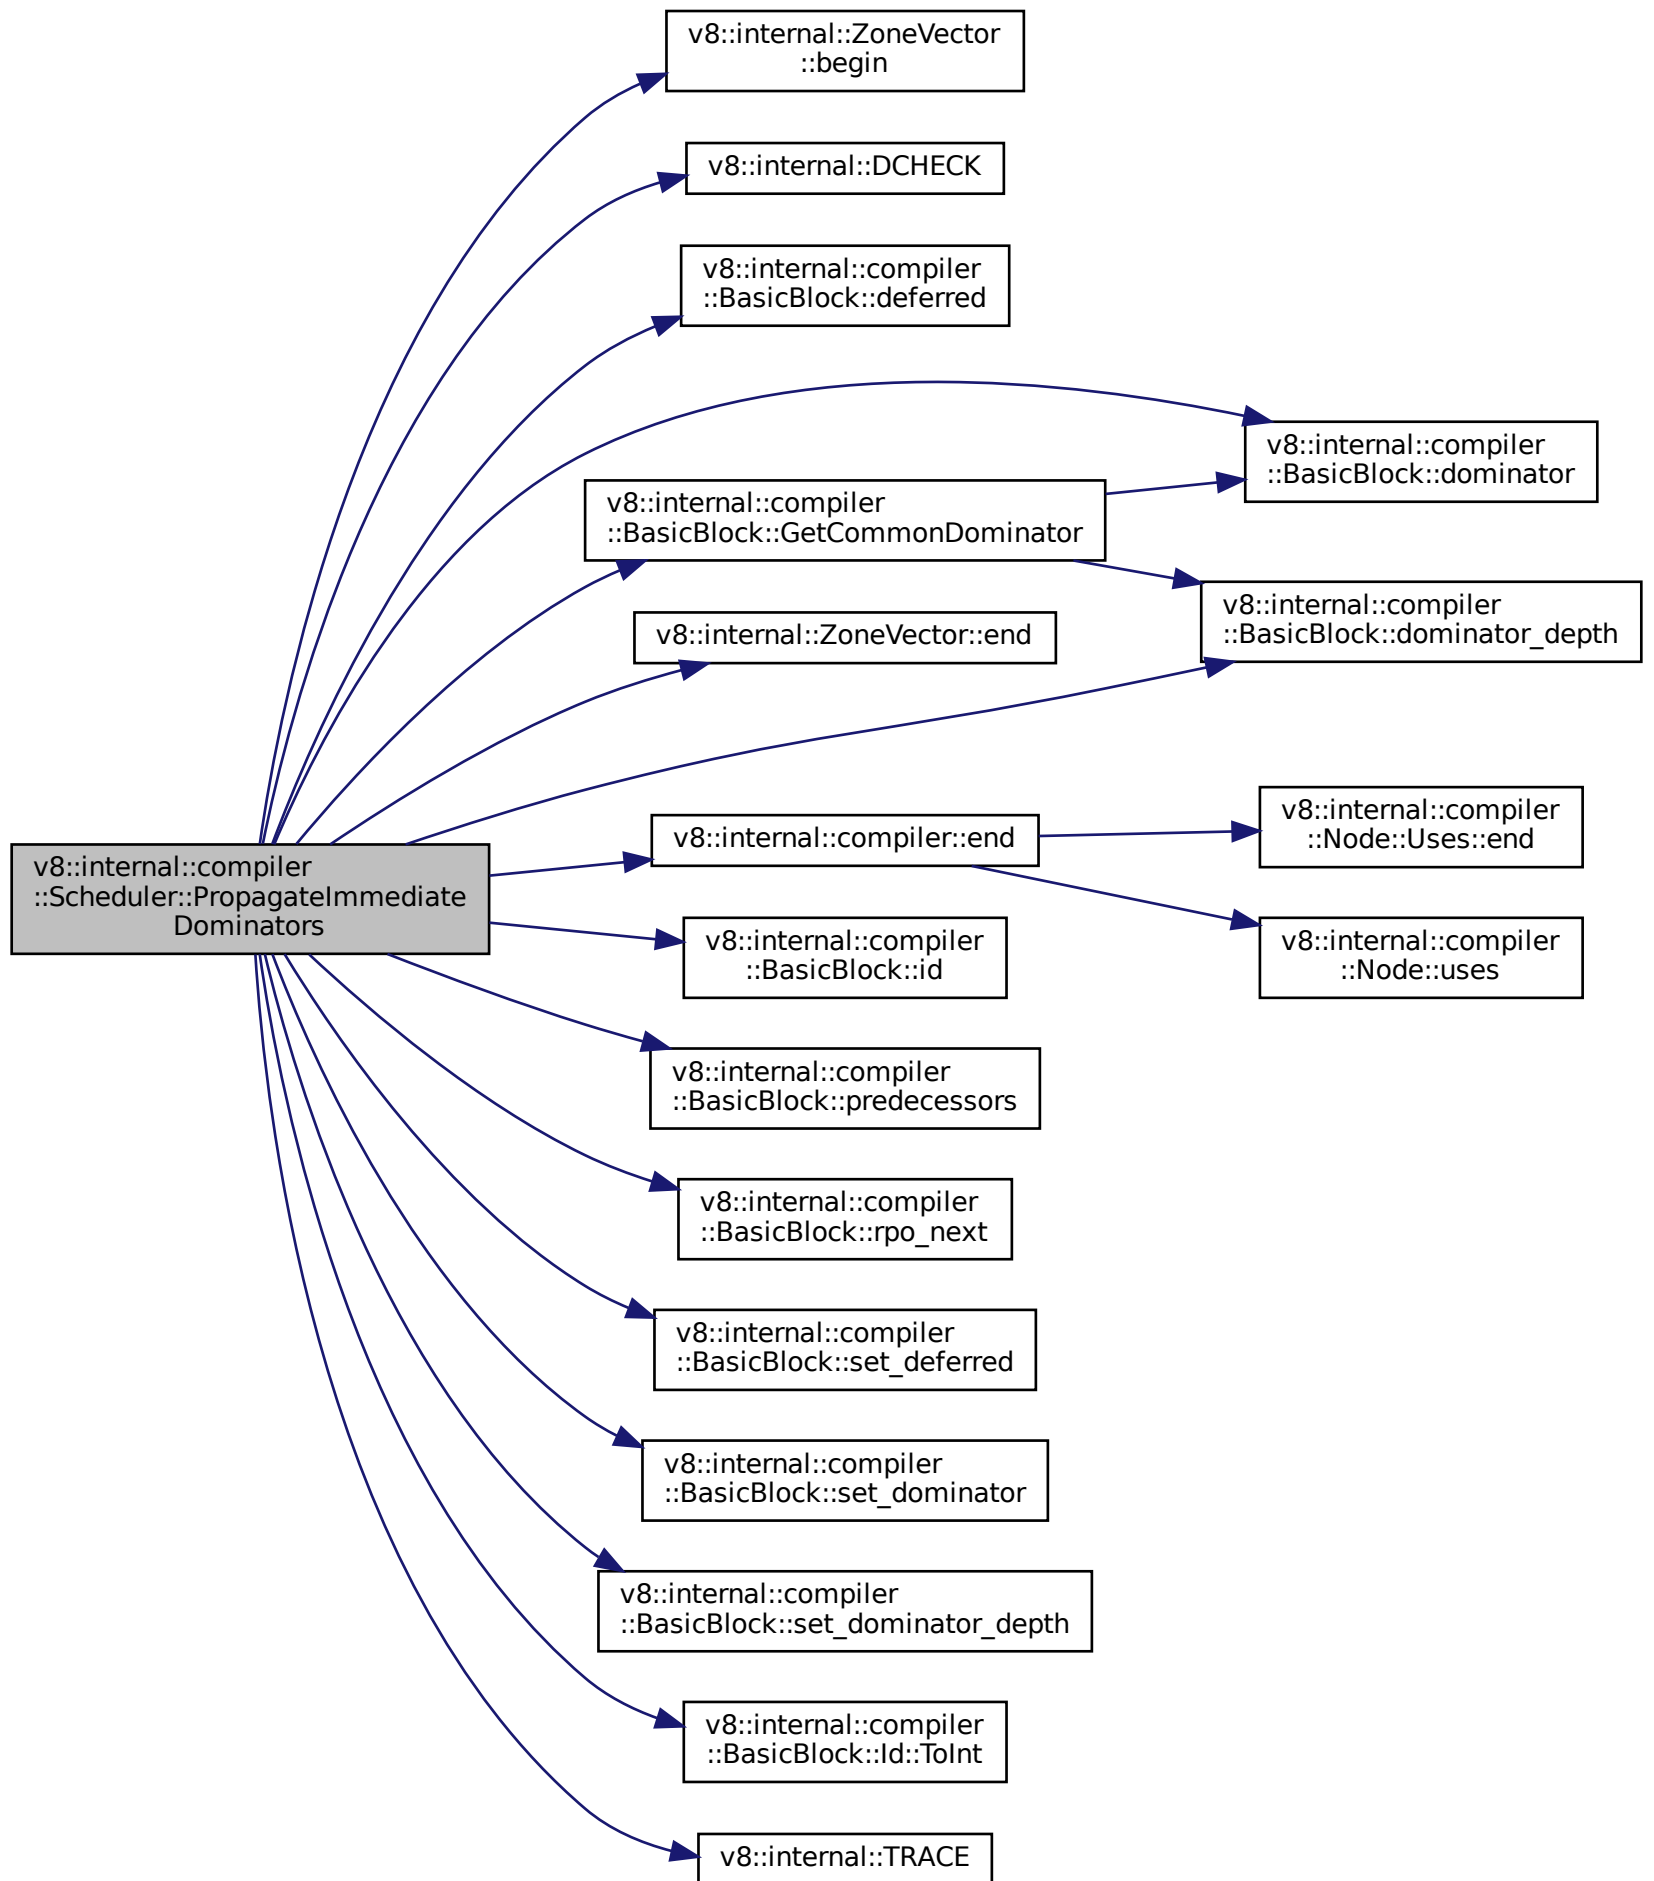 v8::internal::ZoneVector
::begin
v8::internal::DCHECK
v8::internal::compiler
::BasicBlock::deferred
v8::internal::compiler
::BasicBlock::dominator
v8::internal::compiler
::BasicBlock::GetCommonDominator
v8::internal::compiler
::BasicBlock::dominator_depth
v8::internal::ZoneVector::end
v8::internal::compiler
::Node::Uses::end
v8::internal::compiler::end
v8::internal::compiler
::Scheduler::PropagateImmediate
Dominators
v8::internal::compiler
::BasicBlock::id
v8::internal::compiler
::Node::uses
v8::internal::compiler
::BasicBlock::predecessors
v8::internal::compiler
::BasicBlock::rpo_next
v8::internal::compiler
::BasicBlock::set_deferred
v8::internal::compiler
::BasicBlock::set_dominator
v8::internal::compiler
::BasicBlock::set_dominator_depth
v8::internal::compiler
::BasicBlock::Id::ToInt
v8::internal::TRACE